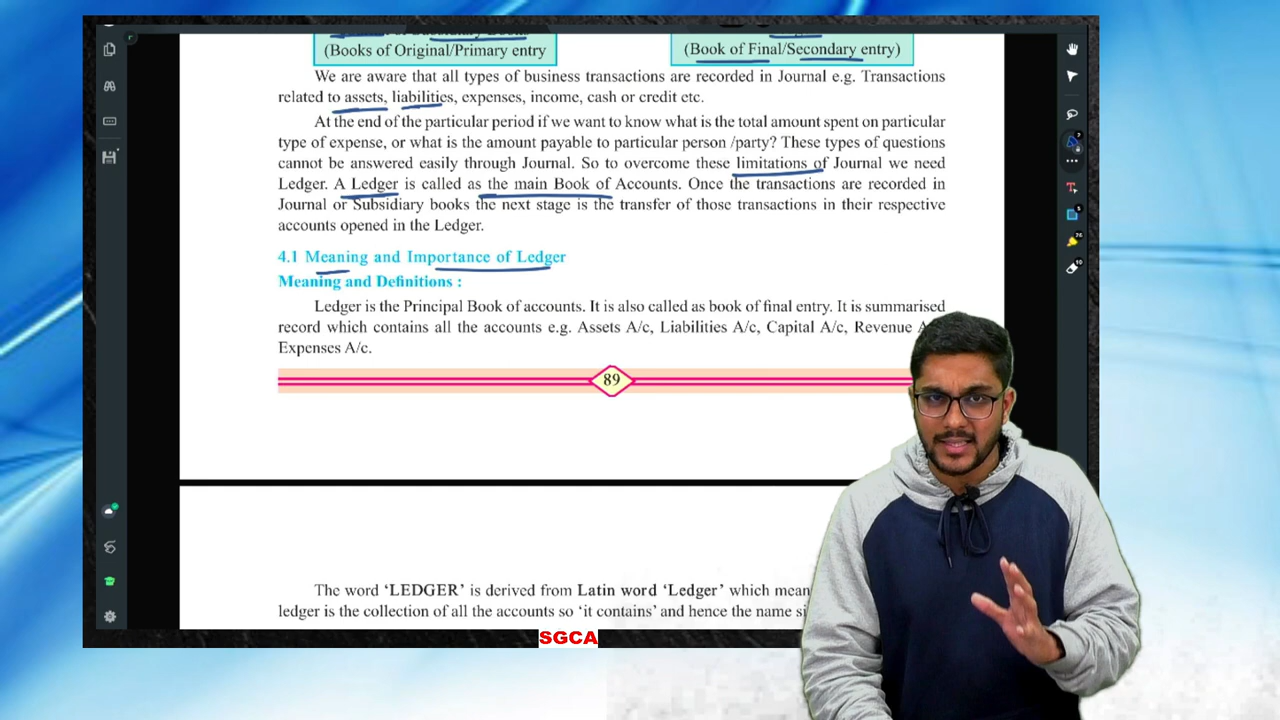 (Books of Original/Primary entry
(Book of Final/Secondary entry)
We are aware that all types of business transactions are recorded in Journal e.g. Transactions
related to assets, liabilities, expenses, income, cash or credit etc.
At the end of the particular period if we want to know what is the total amount spent on particular
type of expense, or what is the amount payable to particular person /party? These types of questions
cannot be answered easily through Journal. So to overcome these limitations of Journal we need
Ledger. A Ledger is called as the main Book of Accounts. Once the transactions are recorded in
Journal or Subsidiary books the next stage is the transfer of those transactions in their respective
accounts opened in the Ledger.
4.1 Meaning and Importance of Ledger
Meaning and Definitions :
Ledger is the Principal Book of accounts. It is also called as book of final entry. It is summarised
record which contains all the accounts e.g. Assets A/c, Liabilities A/c, Capital A/c, Revenue
Expenses A/c.
89
The word ‘LEDGER’ is derived from Latin word ‘Ledger’ which
ledger is the collection of all the accounts so ‘it contains’ and hence the name
SGCA